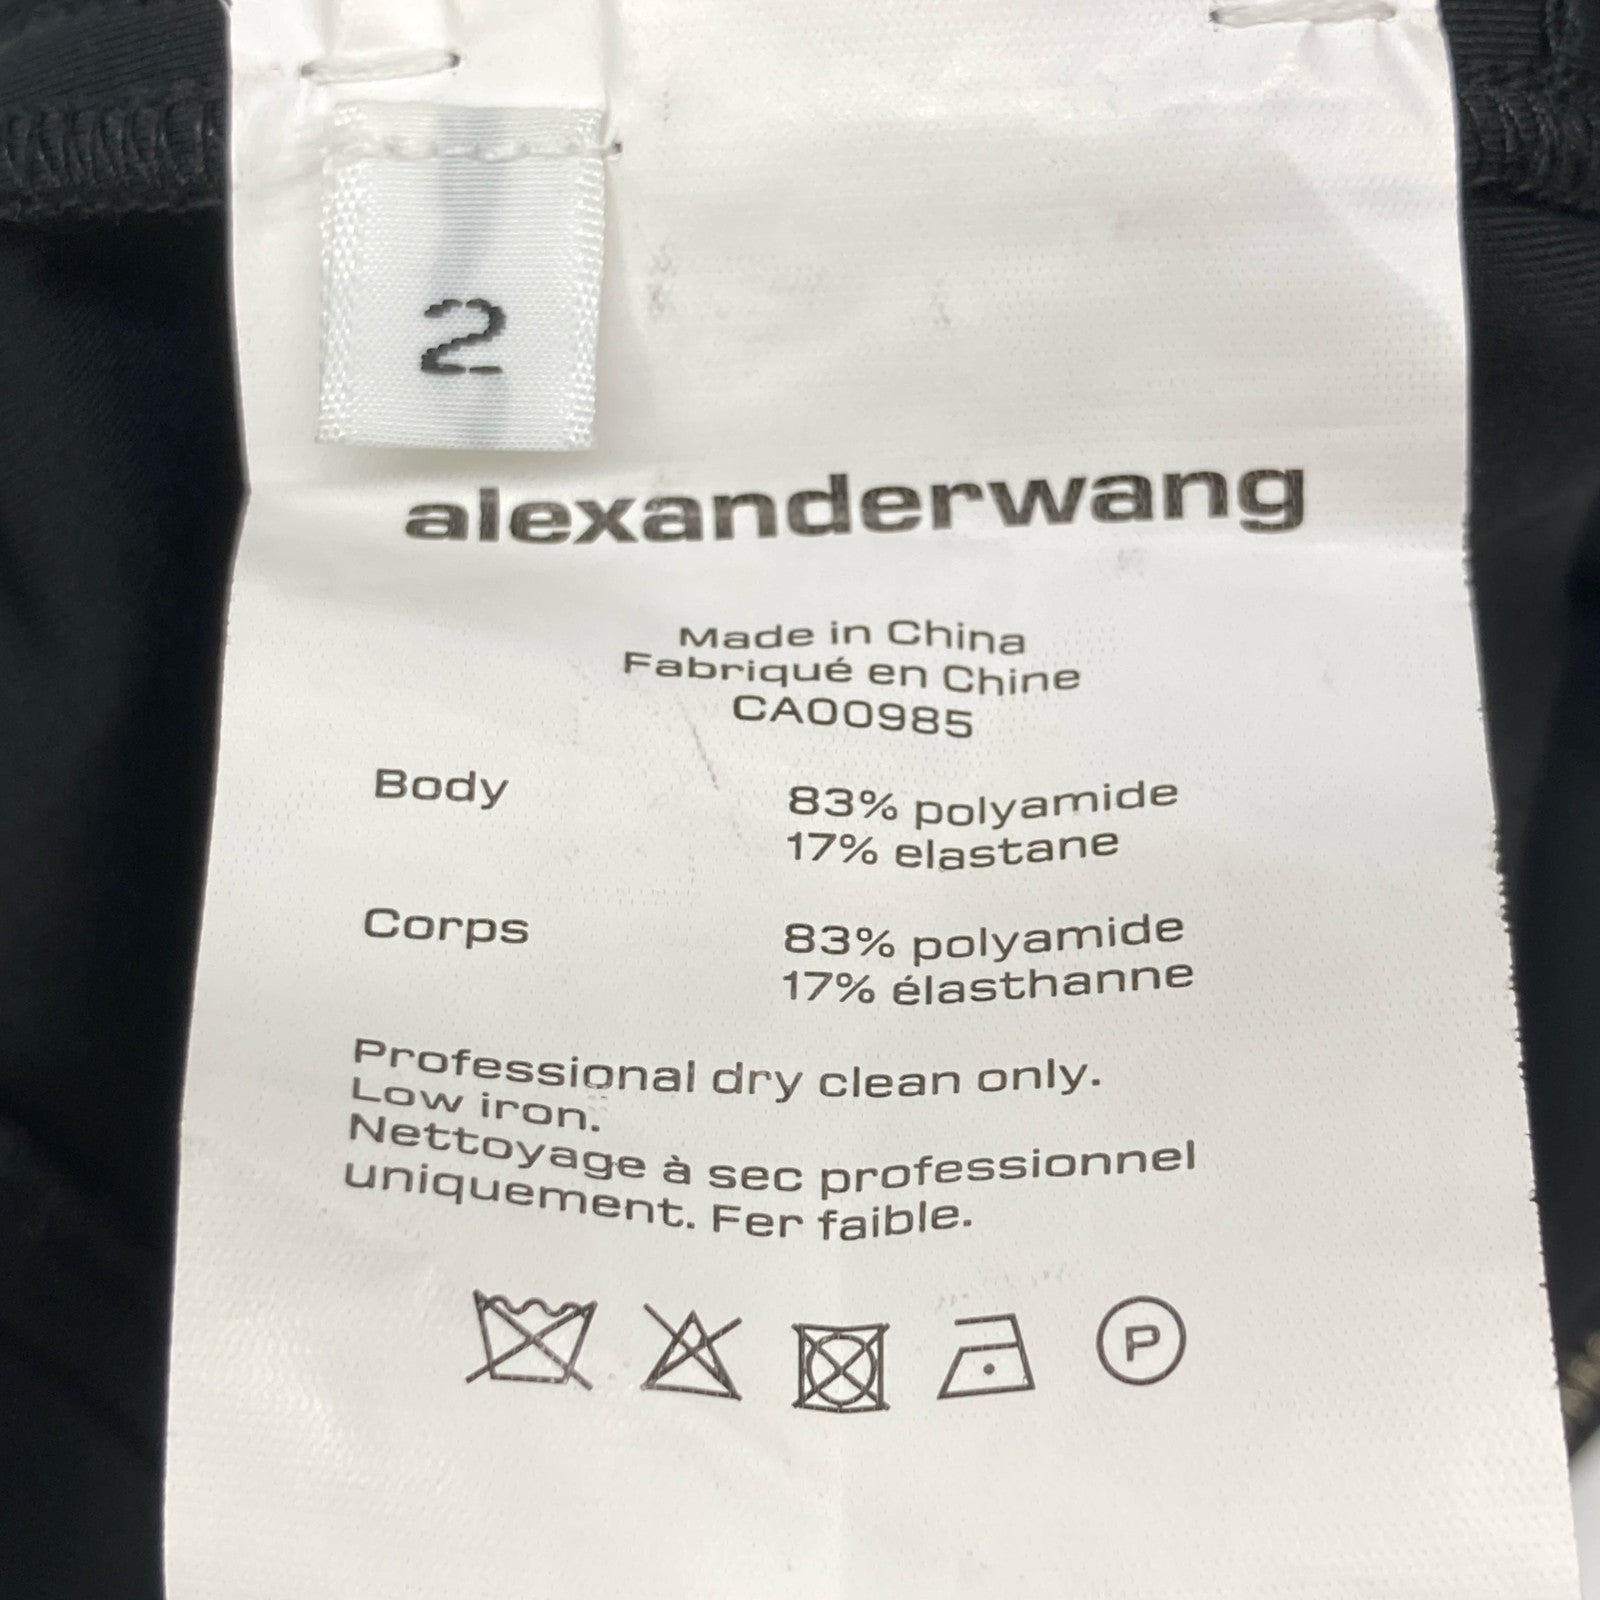 2
alexanderwang
Made in China
Fabriqué en Chine
CA00985
Body 83% polyamide
17% elastane
Corps 83% polyamide
17% élasthanne
Professional dry clean only.
Low iron.
Nettoyage à sec professionnel
uniquement. Fer faible.
P